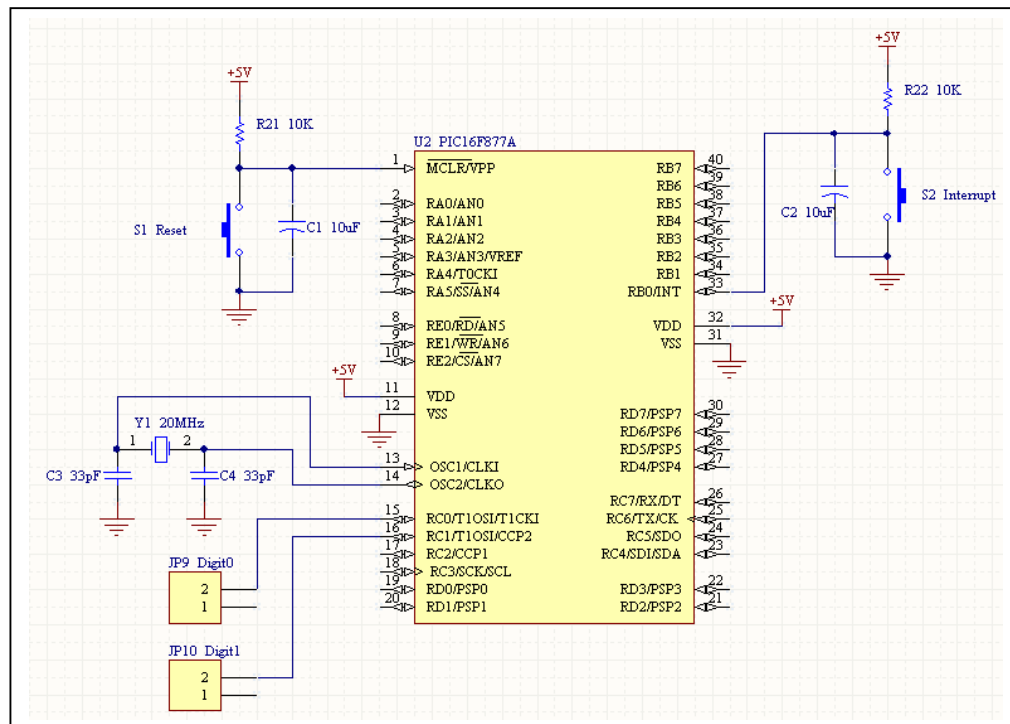 +5V
R21 10K
S1 Reset
C1 10uF
+5V
R22 10K
C2 10uF
S2 Interrupt
U2 PIC16F877A
1 MCLR/VPP
2 RA0/AN0
3 RA1/AN1
4 RA2/AN2
5 RA3/AN3/VREF
6 RA4/T0CKI
7 RA5/SS/AN4
8 RE0/RD/AN5
9 RE1/WR/AN6
10 RE2/CS/AN7
11 VDD
12 VSS
13 OSC1/CLKI
14 OSC2/CLKO
15 RC0/T1OSI/T1CKI
16 RC1/T1OSI/CCP2
17 RC2/CCP1
18 RC3/SCK/SCL
19 RD0/PSP0
20 RD1/PSP1
RB7 40
RB6 39
RB5 38
RB4 37
RB3 36
RB2 35
RB1 34
RB0/INT 33
VDD 32
+5V
VSS 31
RD7/PSP7 30
RD6/PSP6 29
RD5/PSP5 28
RD4/PSP4 27
RC7/RX/DT 26
RC6/TX/CK 25
RC5/SDO 24
RC4/SDI/SDA 23
RD3/PSP3 22
RD2/PSP2 21
+5V
Y1 20MHz
1 2
C3 33pF
C4 33pF
JP9 Digit0
2
1
JP10 Digit1
2
1